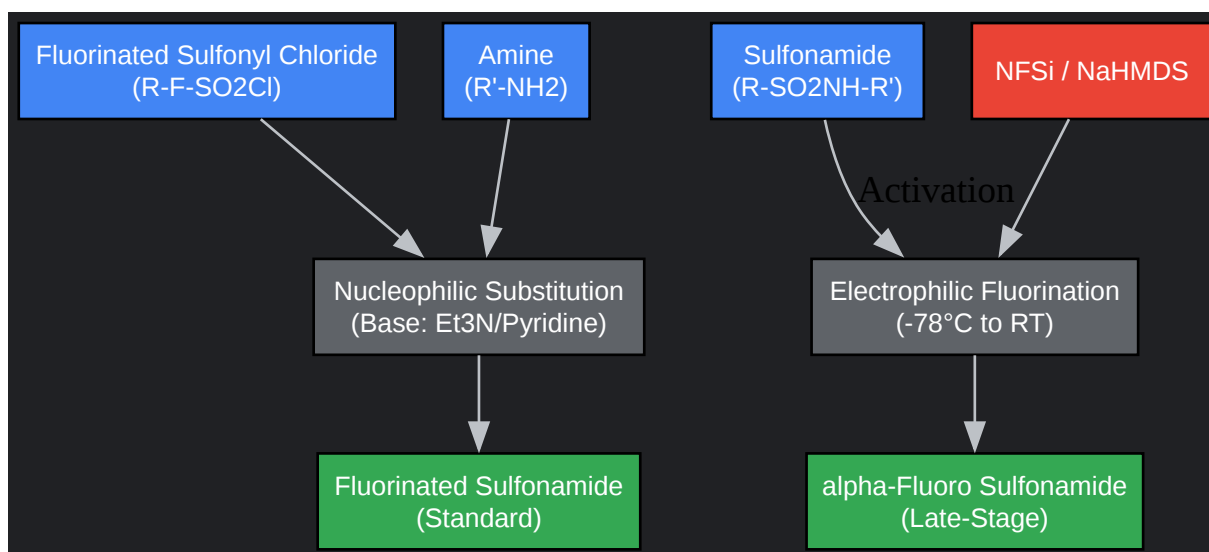 Fluorinated Sulfonyl Chloride
(R-F-SO2Cl)
Amine
(R'-NH2)
Sulfonamide
(R-SO2NH-R')
NFSi / NaHMDS
Activation
Nucleophilic Substitution
(Base: Et3N/Pyridine)
Electrophilic Fluorination
(-78°C to RT)
Fluorinated Sulfonamide
(Standard)
alpha-Fluoro Sulfonamide
(Late-Stage)